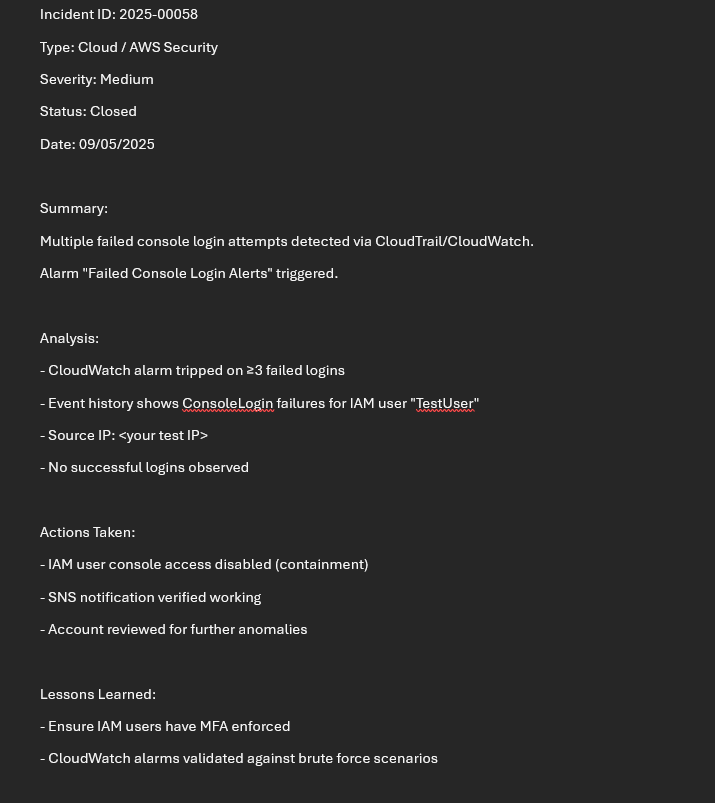 Incident ID: 2025-00058
Type: Cloud / AWS Security
Severity: Medium
Status: Closed
Date: 09/05/2025
Summary:
Multiple failed console login attempts detected via CloudTrail/CloudWatch.
Alarm "Failed Console Login Alerts" triggered.
Analysis:
- CloudWatch alarm tripped on ≥3 failed logins
- Event history shows ConsoleLogin failures for IAM user "TestUser"
- Source IP: <your test IP>
- No successful logins observed
Actions Taken:
- IAM user console access disabled (containment)
- SNS notification verified working
- Account reviewed for further anomalies
Lessons Learned:
- Ensure IAM users have MFA enforced
- CloudWatch alarms validated against brute force scenarios